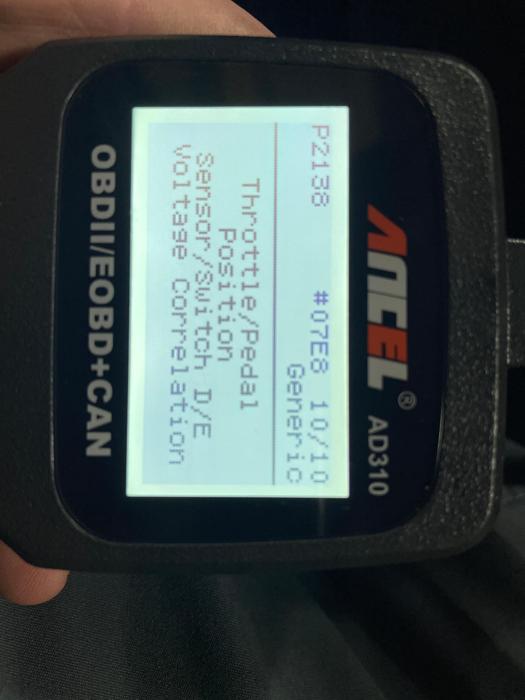 ANCEL® AD310
P2138 #07E8 10/10
Generic
Throttle/Pedal
Position
Sensor/Switch D/E
Voltage Correlation
OBDII/EOBD+CAN